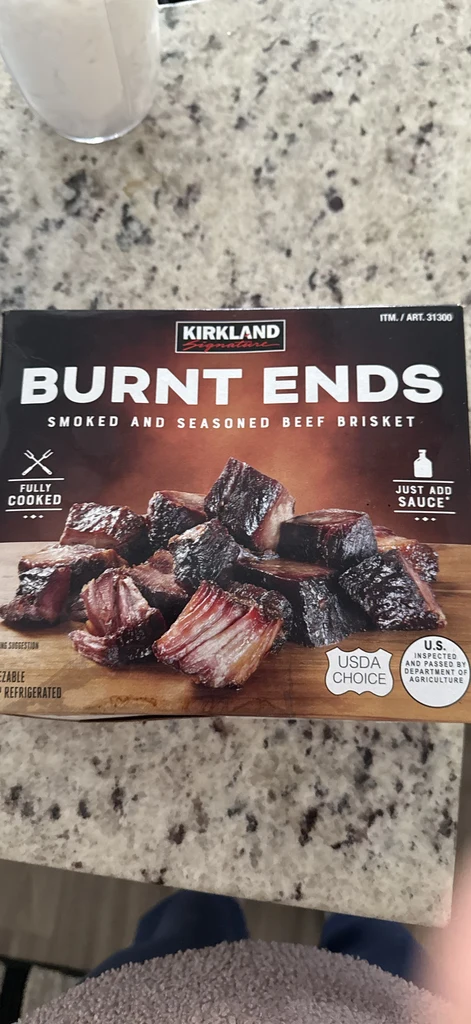 ITM. / ART. 31300
KIRKLAND
Signature
BURNT ENDS
SMOKED AND SEASONED BEEF BRISKET
FULLY
COOKED
JUST ADD
SAUCE*
SUGGESTION
REFRIGERATED
USDA
CHOICE
U.S.
INSPECTED
AND PASSED BY
DEPARTMENT OF
AGRICULTURE